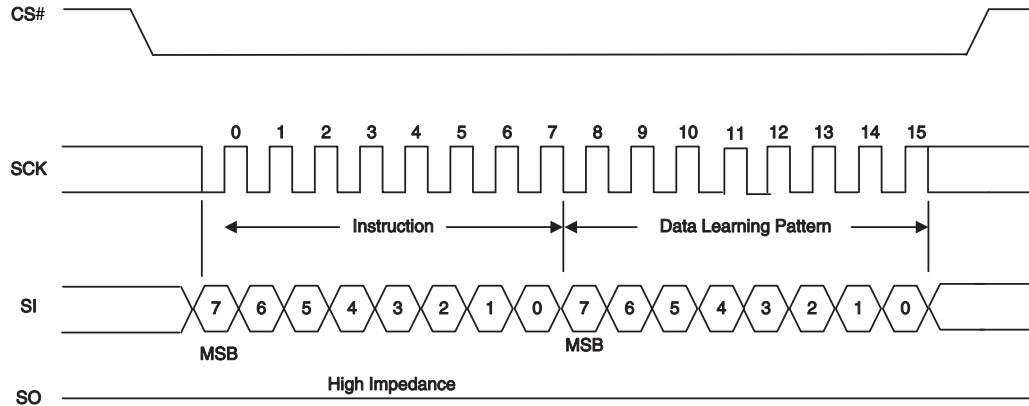 CS#
0 1 2 3 4 5 6 7 8 9 10 11 12 13 14 15
SCK
Instruction Data Learning Pattern
SI 7 6 5 4 3 2 1 0 7 6 5 4 3 2 1 0
MSB MSB
High Impedance
SO